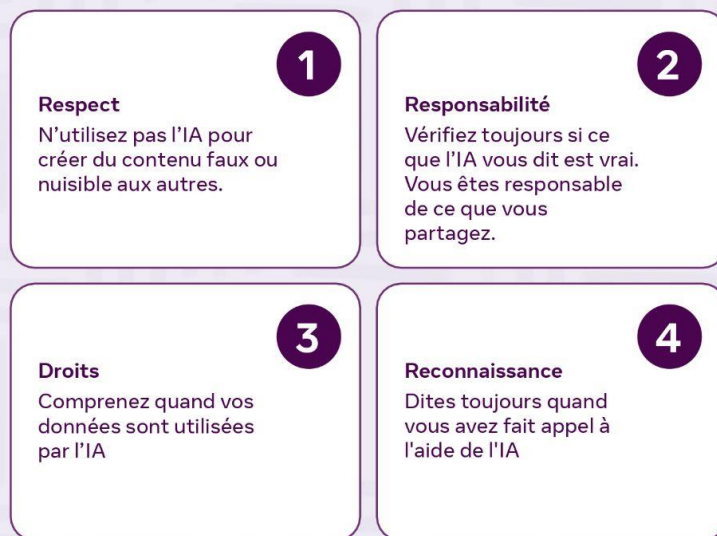 1
Respect
N’utilisez pas l’IA pour
créer du contenu faux ou
nuisible aux autres.
2
Responsabilité
Vérifiez toujours si ce
que l’IA vous dit est vrai.
Vous êtes responsable
de ce que vous
partagez.
3
Droits
Comprenez quand vos
données sont utilisées
par l’IA
4
Reconnaissance
Dites toujours quand
vous avez fait appel à
l'aide de l'IA